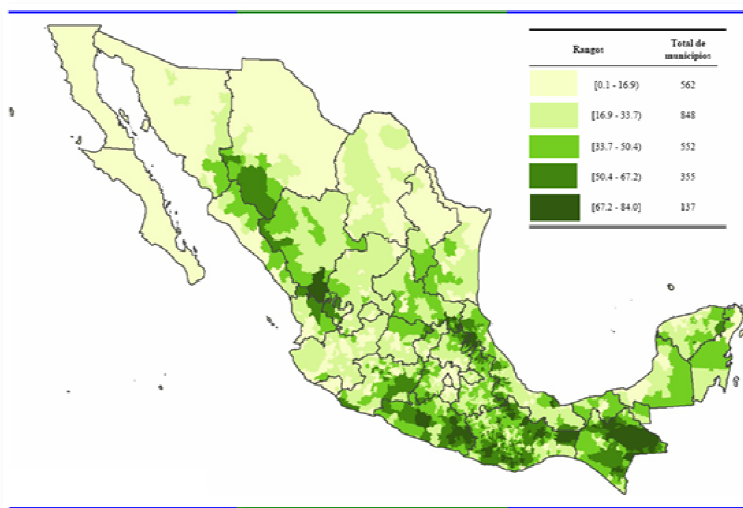 Rangos Total de
municipios
[0.1 - 16.9) 562
[16.9 - 33.7) 848
[33.7 - 50.4) 552
[50.4 - 67.2) 355
[67.2 - 84.0] 137